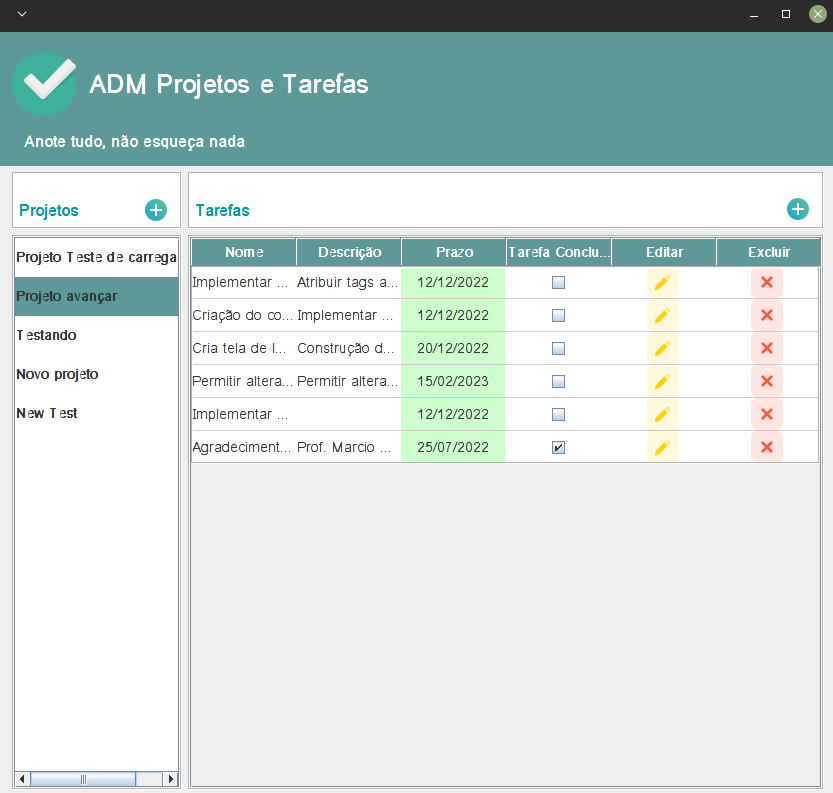 ADM Projetos e Tarefas
Anote tudo, não esqueça nada
Projetos
Tarefas
Projeto Teste de carrega
Projeto avançar
Testando
Novo projeto
New Test
Nome Descrição Prazo Tarefa Conclu... Editar Excluir
Implementar ... Atribuir tags a... 12/12/2022
Criação do co... Implementar ... 12/12/2022
Cria tela de l... Construção d... 20/12/2022
Permitir altera... Permitir altera... 15/02/2023
Implementar ... 12/12/2022
Agradeciment... Prof. Marcio ... 25/07/2022